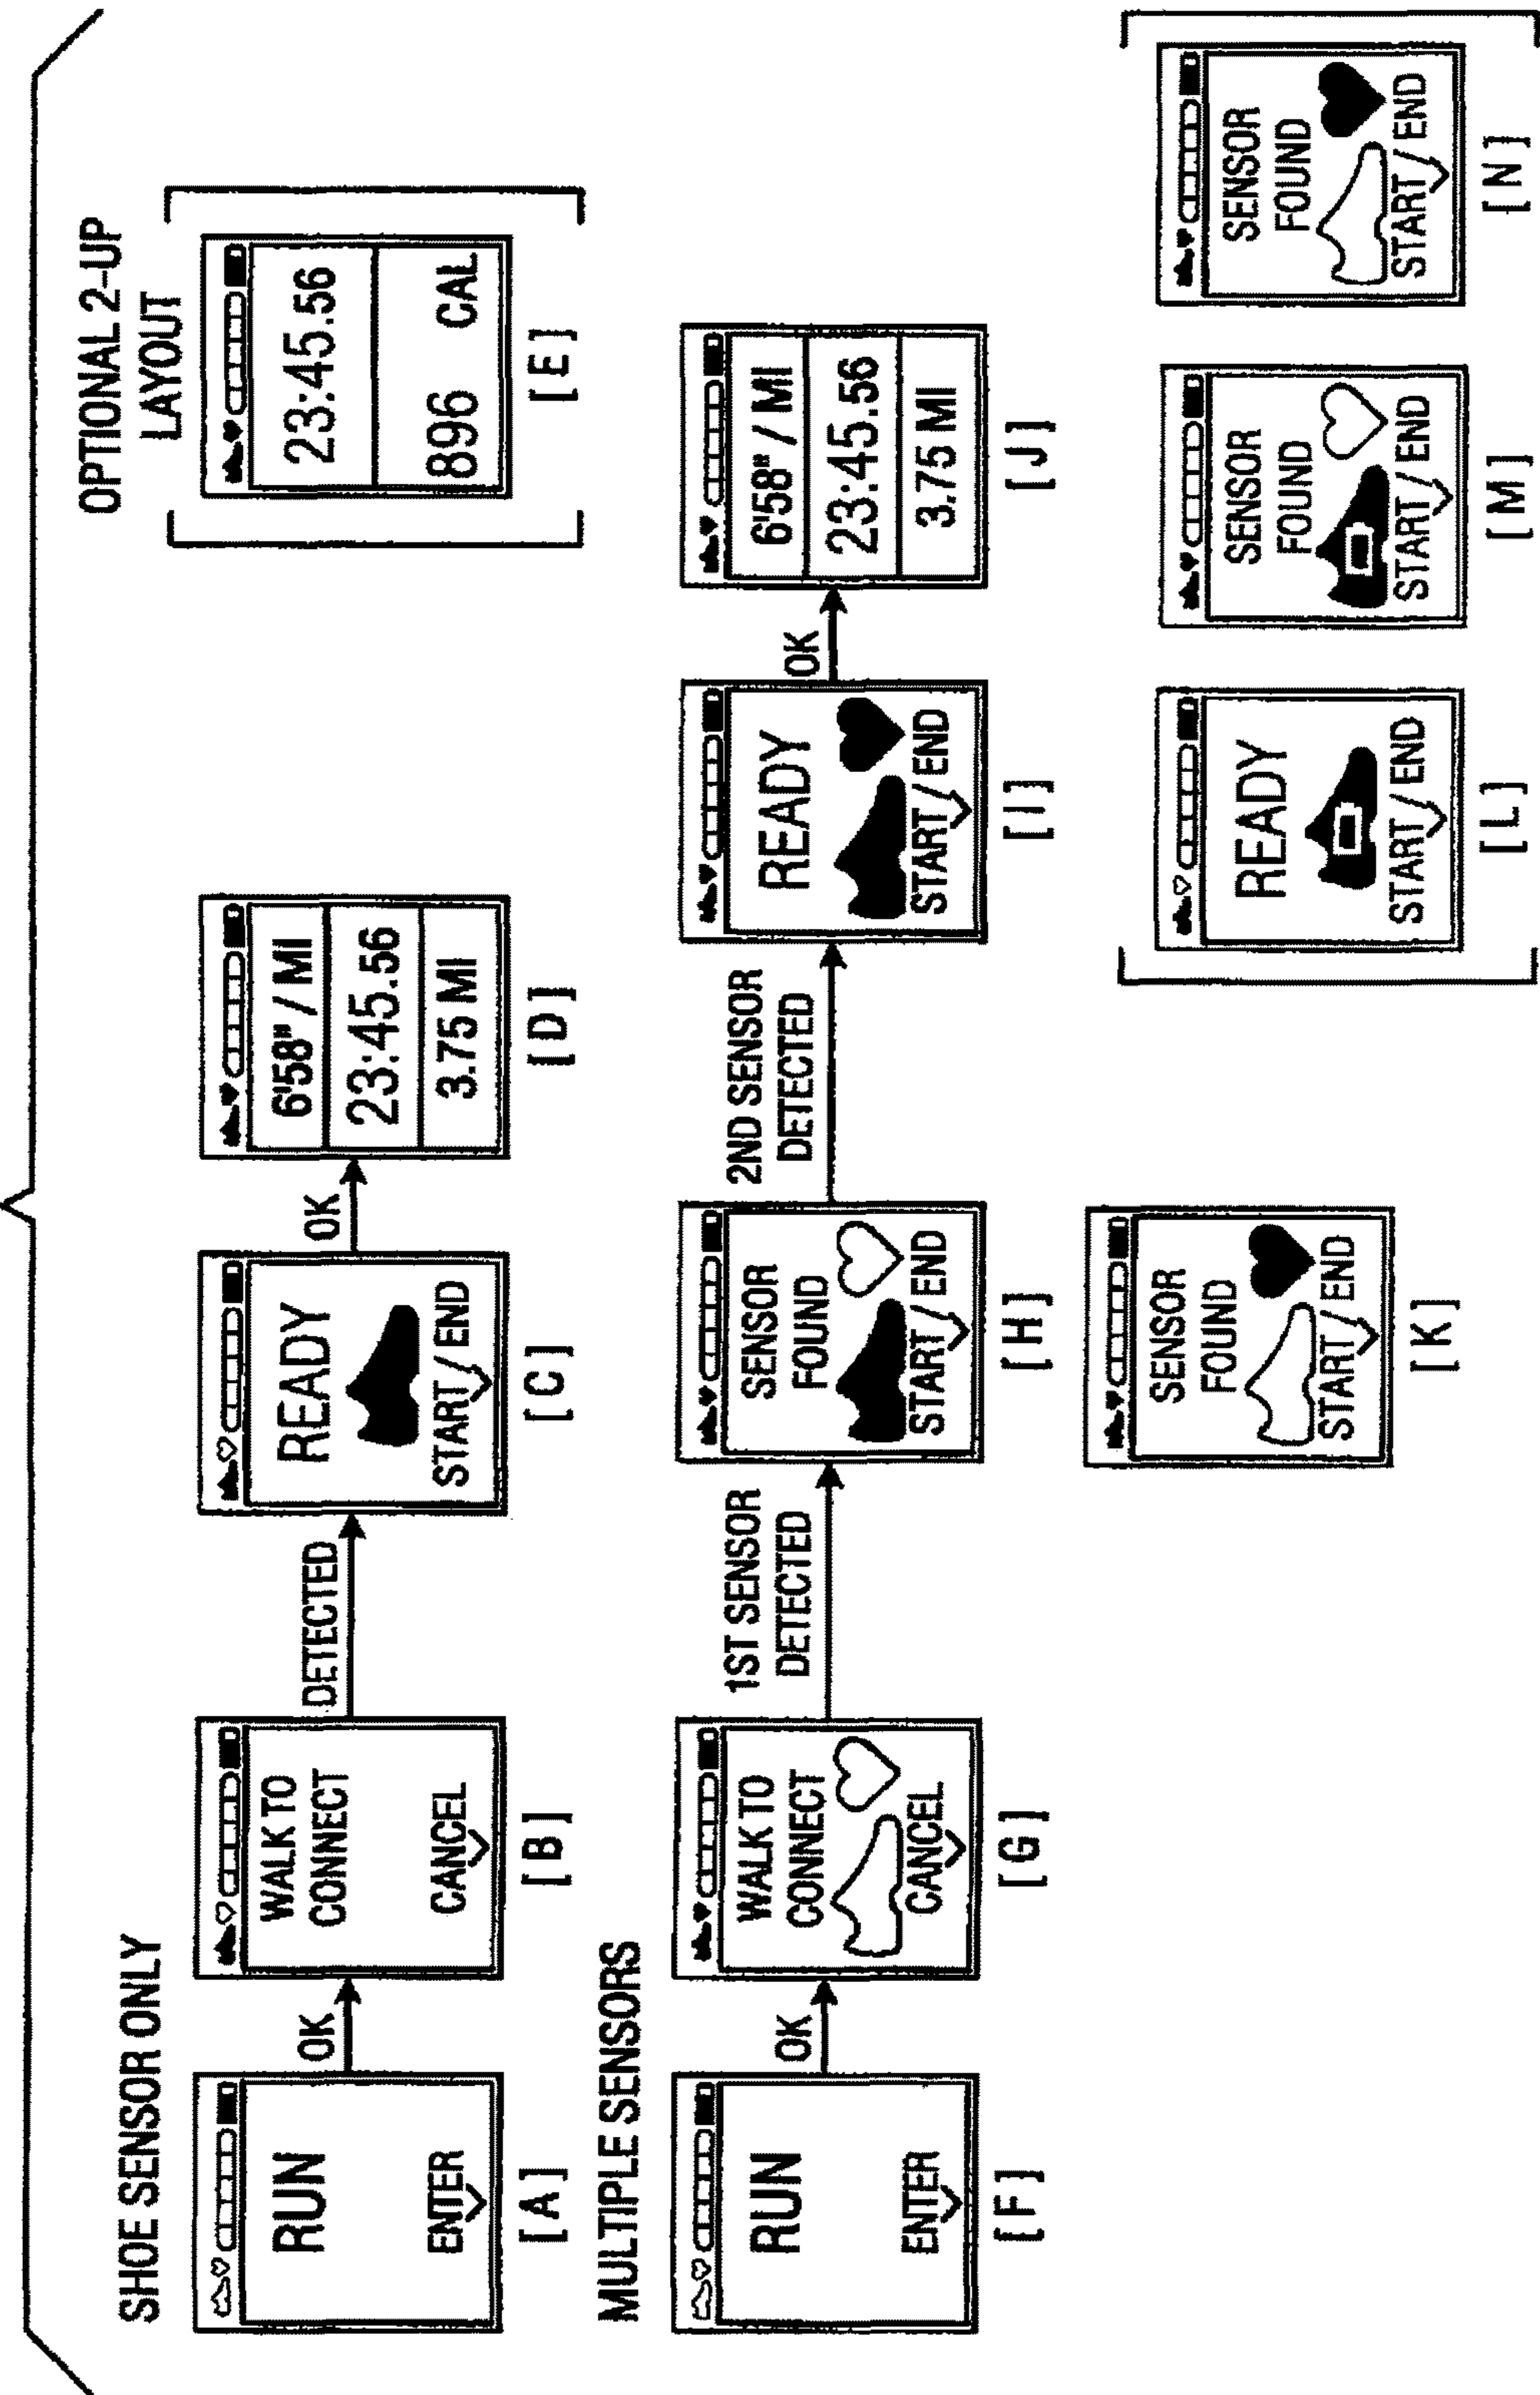 SHOE SENSOR ONLY
RUN
ENTER
[A]
OK
WALK TO
CONNECT
CANCEL
[B]
DETECTED
READY
START / END
[C]
OK
6'58" / MI
23:45.56
3.75 MI
[D]
OPTIONAL 2-UP
LAYOUT
23:45.56
896 CAL
[E]
MULTIPLE SENSORS
RUN
ENTER
[F]
OK
WALK TO
CONNECT
CANCEL
[G]
1ST SENSOR
DETECTED
SENSOR
FOUND
START / END
[H]
2ND SENSOR
DETECTED
READY
START / END
[I]
OK
6'58" / MI
23:45.56
3.75 MI
[J]
SENSOR
FOUND
START / END
[K]
READY
START / END
[L]
SENSOR
FOUND
START / END
[M]
SENSOR
FOUND
START / END
[N]